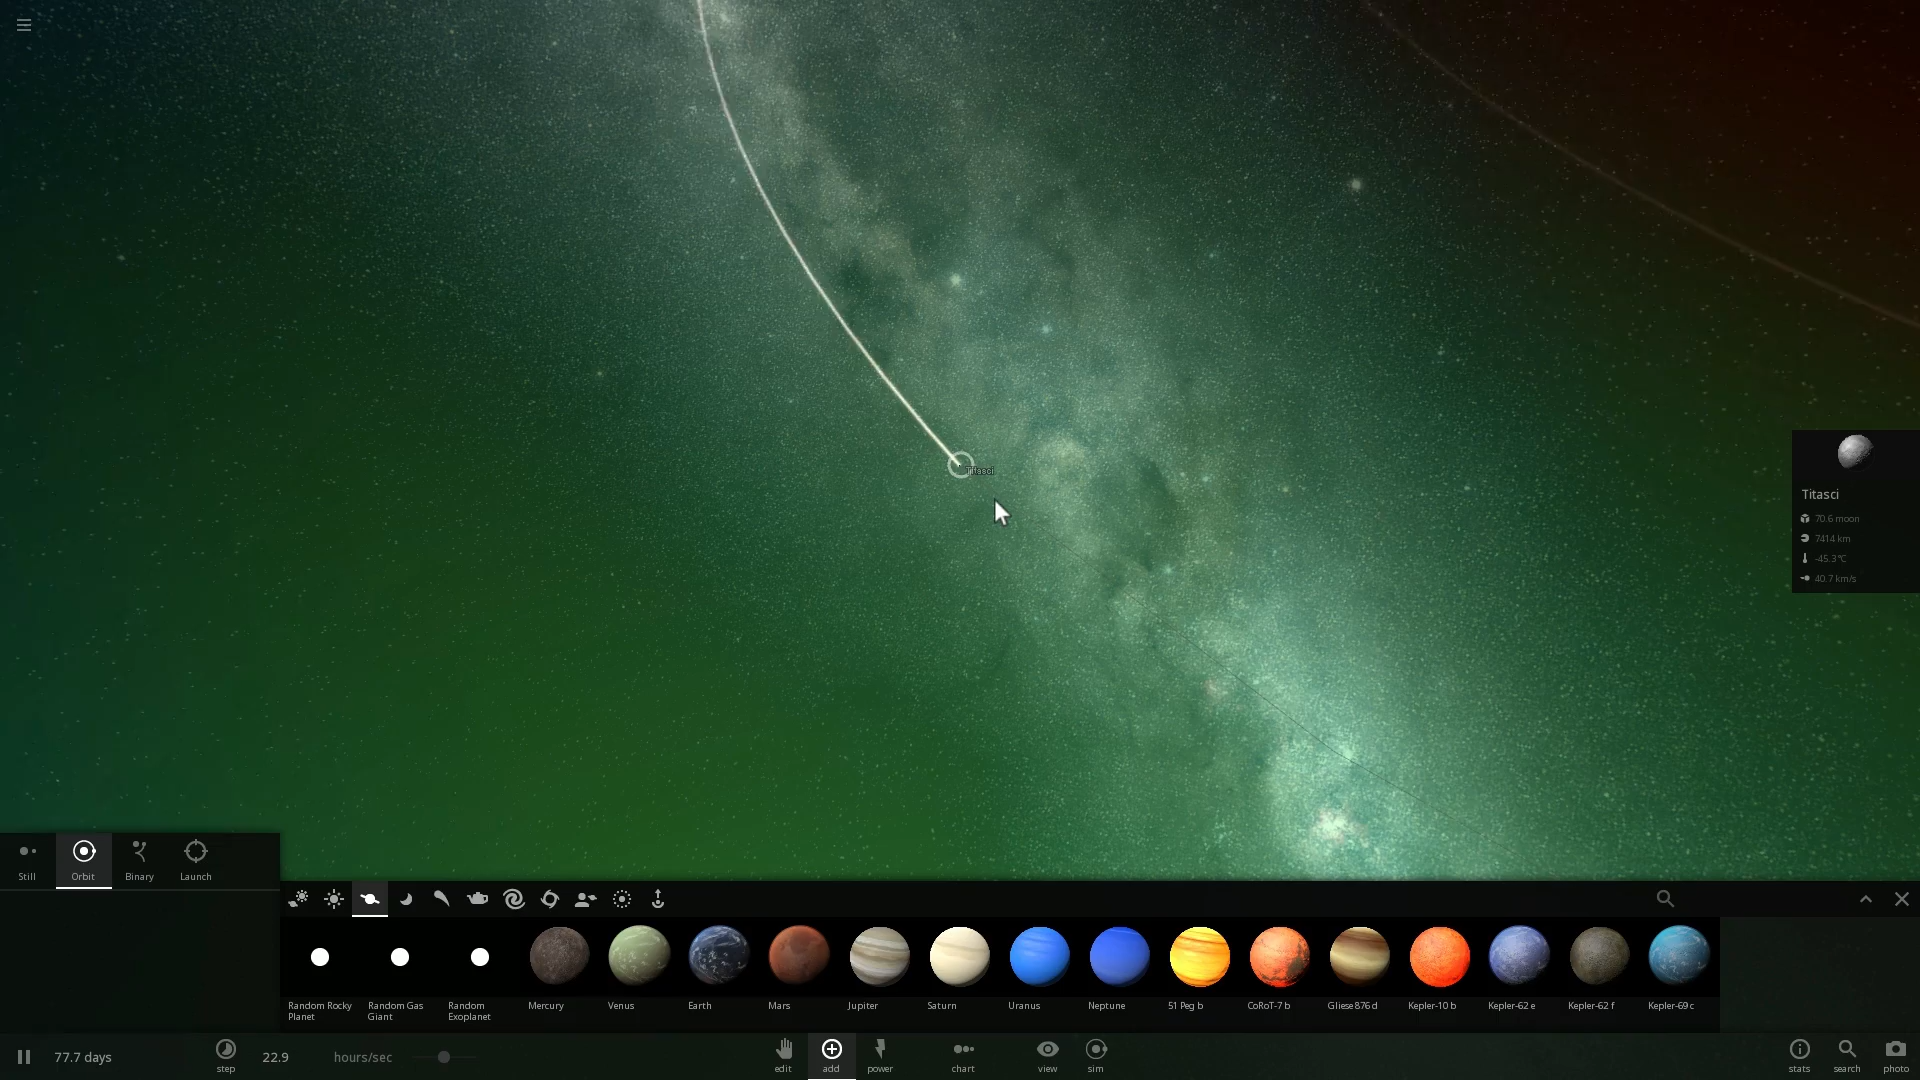 Titasci
Titasci
70.6 moon
7414 km
-45.3°C
40.7 km/s
Still
Orbit
Binary
Launch
Random Rocky Planet
Random Gas Giant
Random Exoplanet
Mercury
Venus
Earth
Mars
Jupiter
Saturn
Uranus
Neptune
51 Peg b
CoRoT-7 b
Gliese 876 d
Kepler-10 b
Kepler-62 e
Kepler-62 f
Kepler-69 c
77.7 days
step
22.9
hours/sec
edit
add
power
chart
view
sim
stats
search
photo